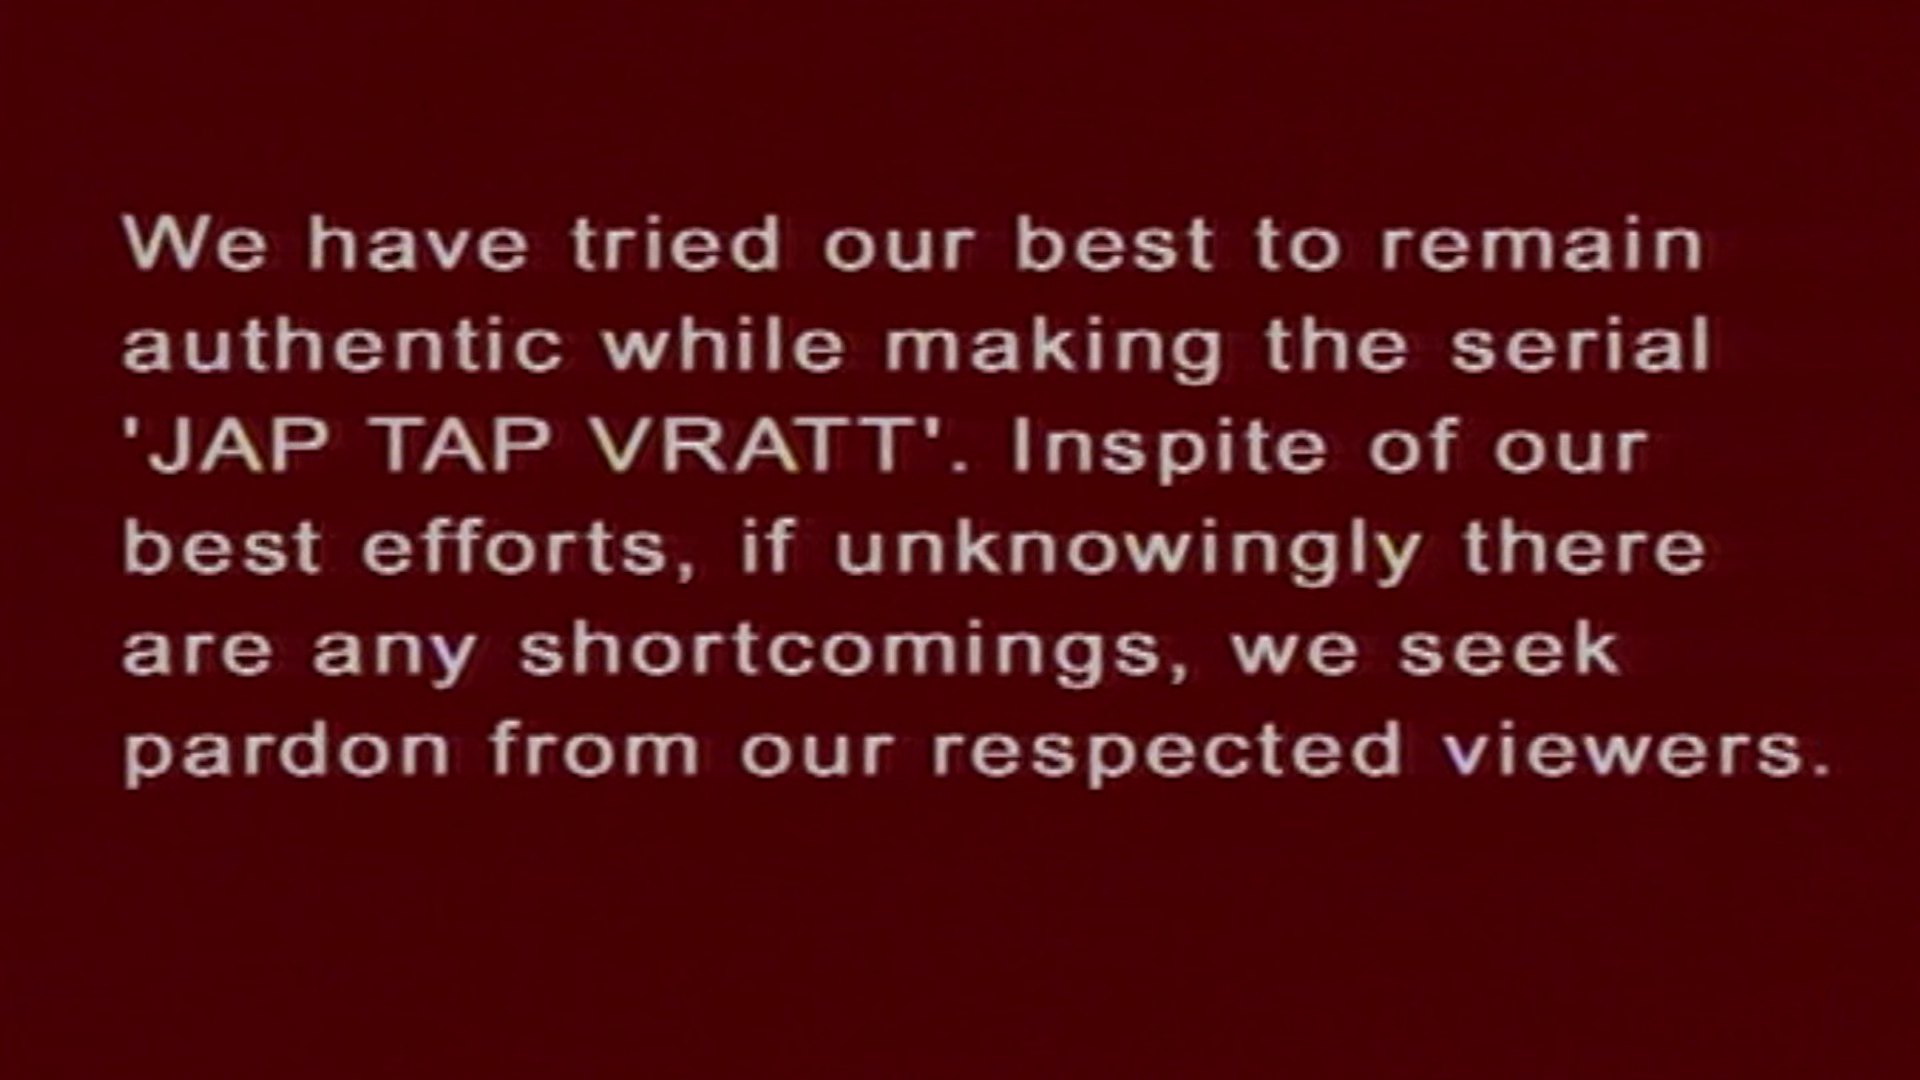 We have tried our best to remain
authentic while making the serial
'JAP TAP VRATT'. Inspite of our
best efforts, if unknowingly there
are any shortcomings, we seek
pardon from our respected viewers.